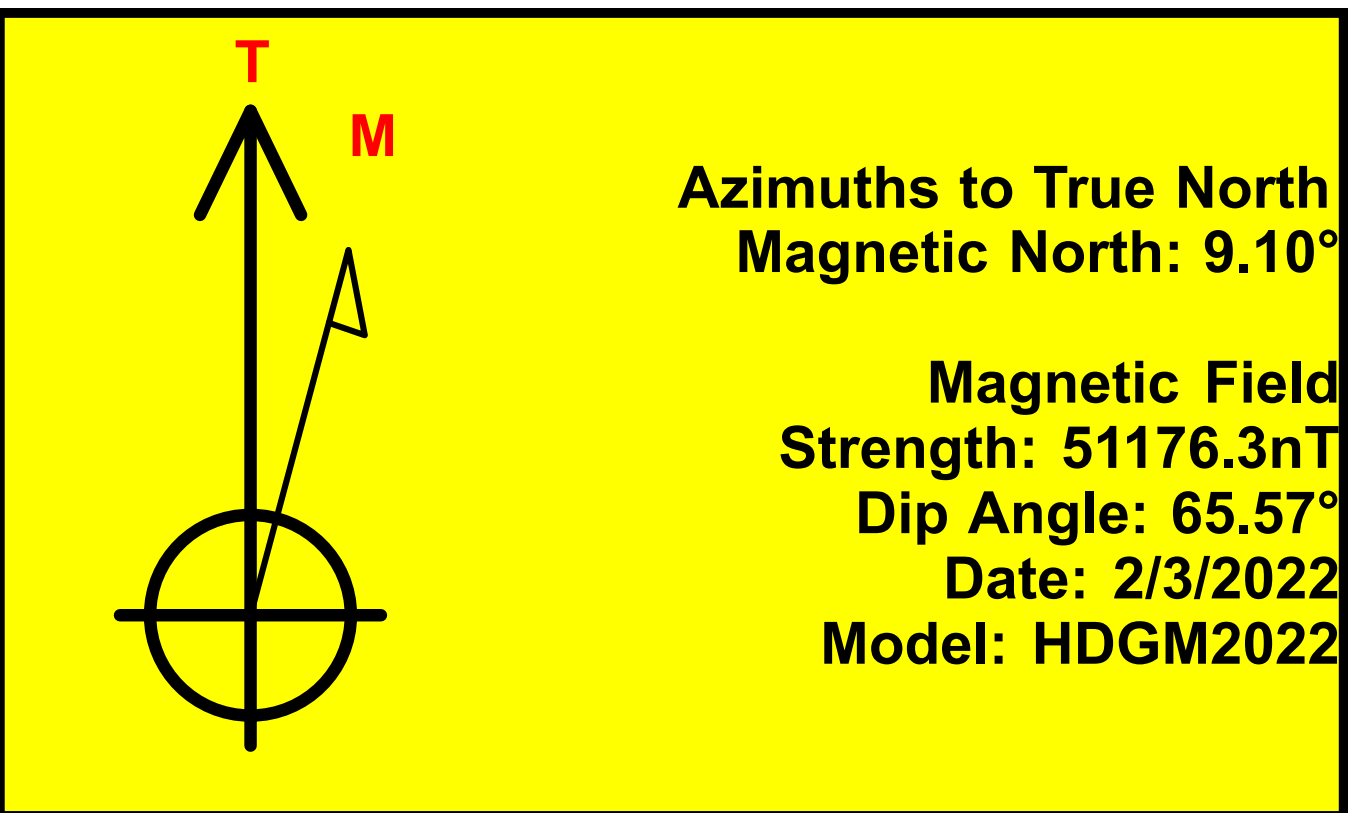 T
M
Azimuths to True North
Magnetic North: 9.10°
Magnetic Field
Strength: 51176.3nT
Dip Angle: 65.57°
Date: 2/3/2022
Model: HDGM2022